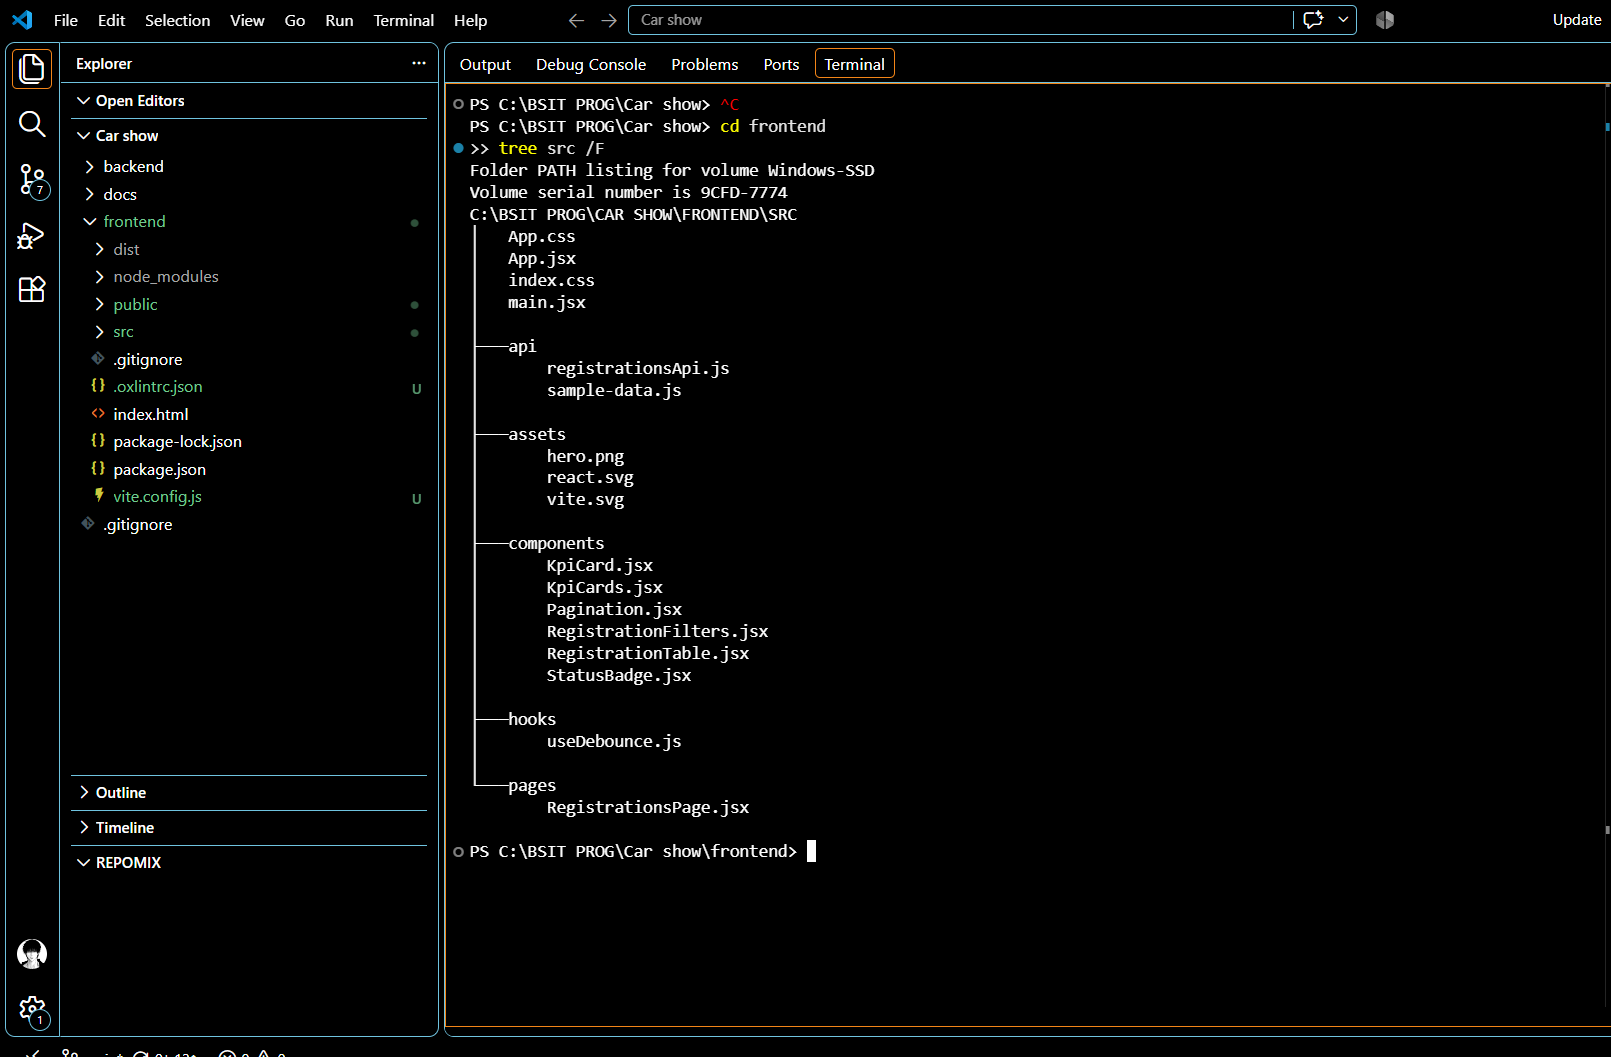 File Edit Selection View Go Run Terminal Help
Car show
Update
Explorer
Open Editors
Car show
backend
docs
frontend
dist
node_modules
public
src
.gitignore
.oxlintrc.json U
index.html
package-lock.json
package.json
vite.config.js U
.gitignore
Outline
Timeline
REPOMIX
7
1
Output Debug Console Problems Ports Terminal
PS C:\BSIT PROG\Car show> ^C
PS C:\BSIT PROG\Car show> cd frontend
>> tree src /F
Folder PATH listing for volume Windows-SSD
Volume serial number is 9CFD-7774
C:\BSIT PROG\CAR SHOW\FRONTEND\SRC
App.css
App.jsx
index.css
main.jsx
api
registrationsApi.js
sample-data.js
assets
hero.png
react.svg
vite.svg
components
KpiCard.jsx
KpiCards.jsx
Pagination.jsx
RegistrationFilters.jsx
RegistrationTable.jsx
StatusBadge.jsx
hooks
useDebounce.js
pages
RegistrationsPage.jsx
PS C:\BSIT PROG\Car show\frontend>